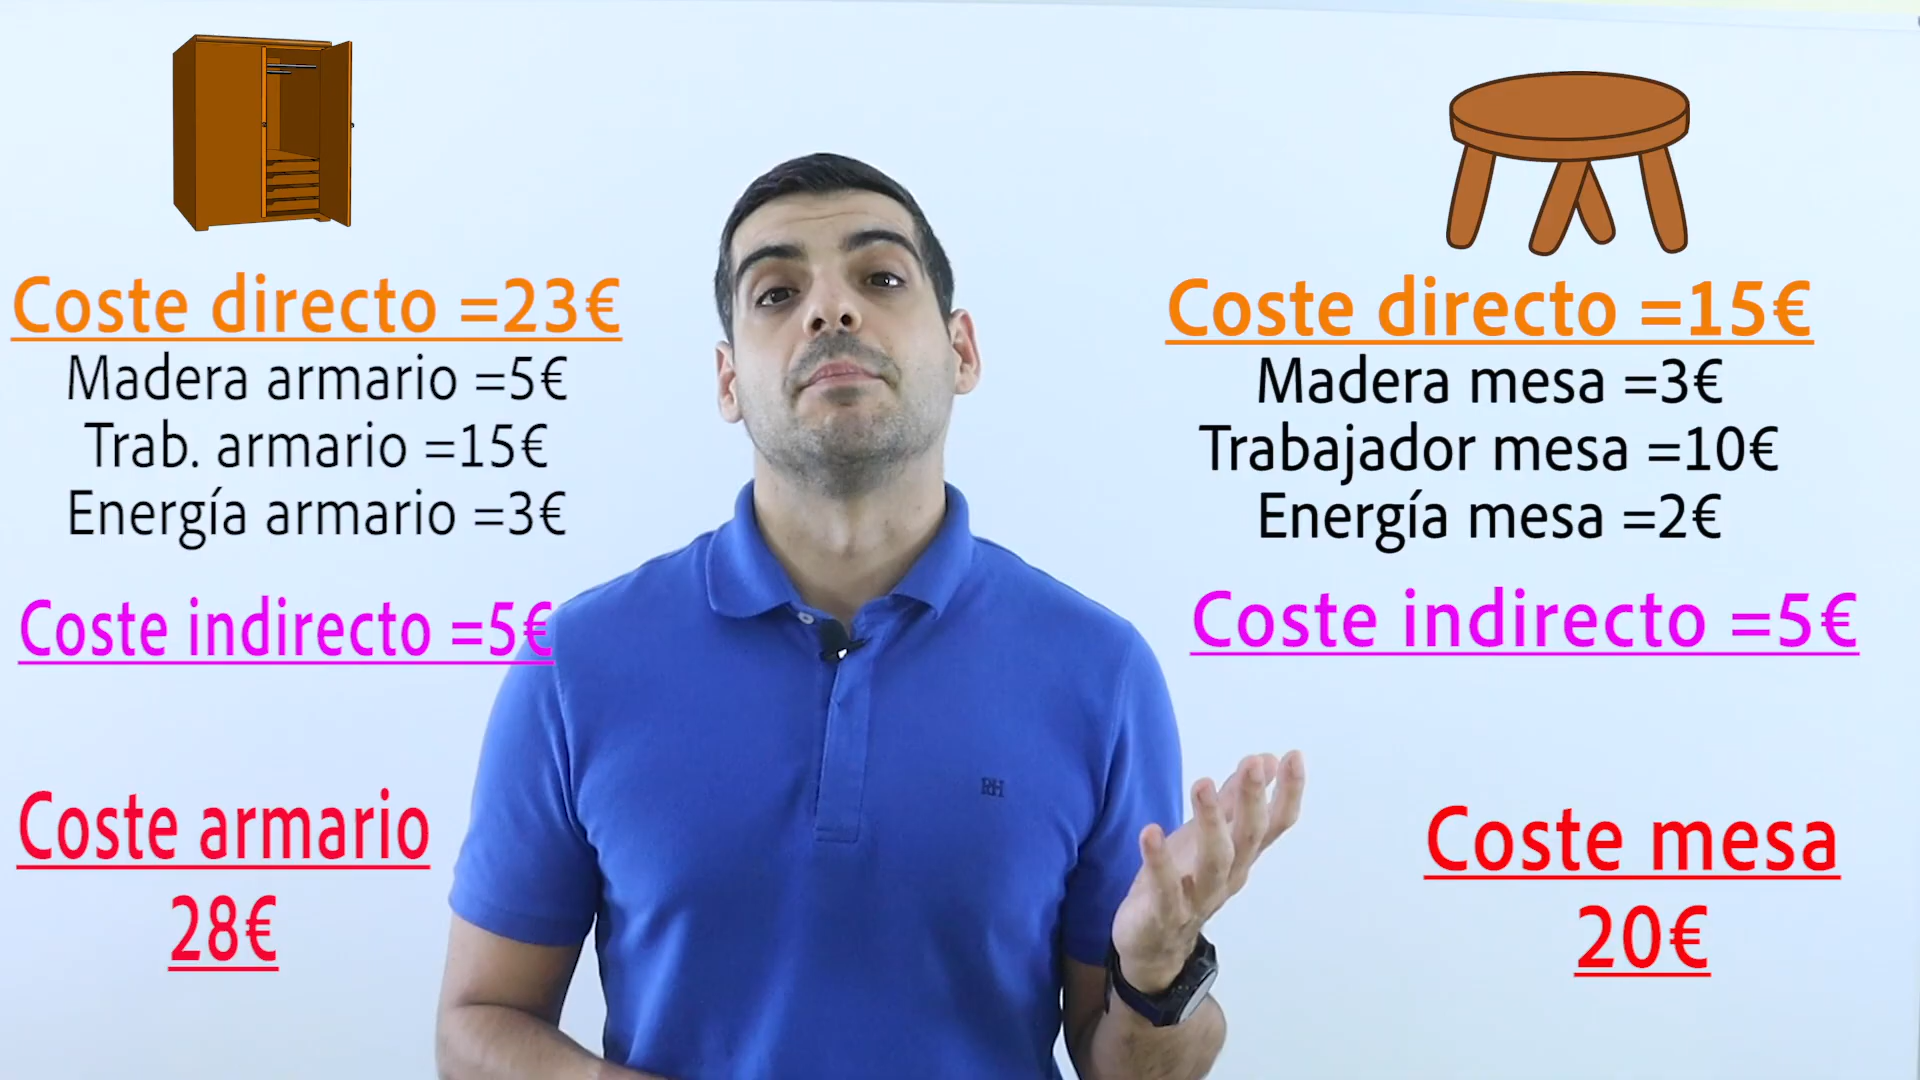 Coste directo =23€
Madera armario =5€
Trab. armario =15€
Energía armario =3€
Coste indirecto =5€
Coste armario
28€
Coste directo =15€
Madera mesa =3€
Trabajador mesa =10€
Energía mesa =2€
Coste indirecto =5€
Coste mesa
20€